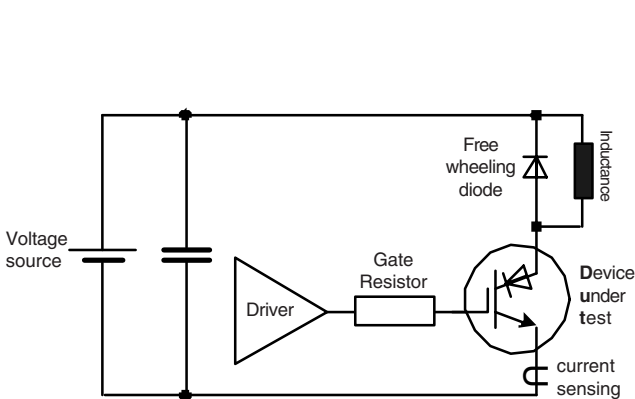 Free
wheeling
diode
Inductance
Voltage
source
Gate
Resistor
Driver
Device
under
test
current
sensing